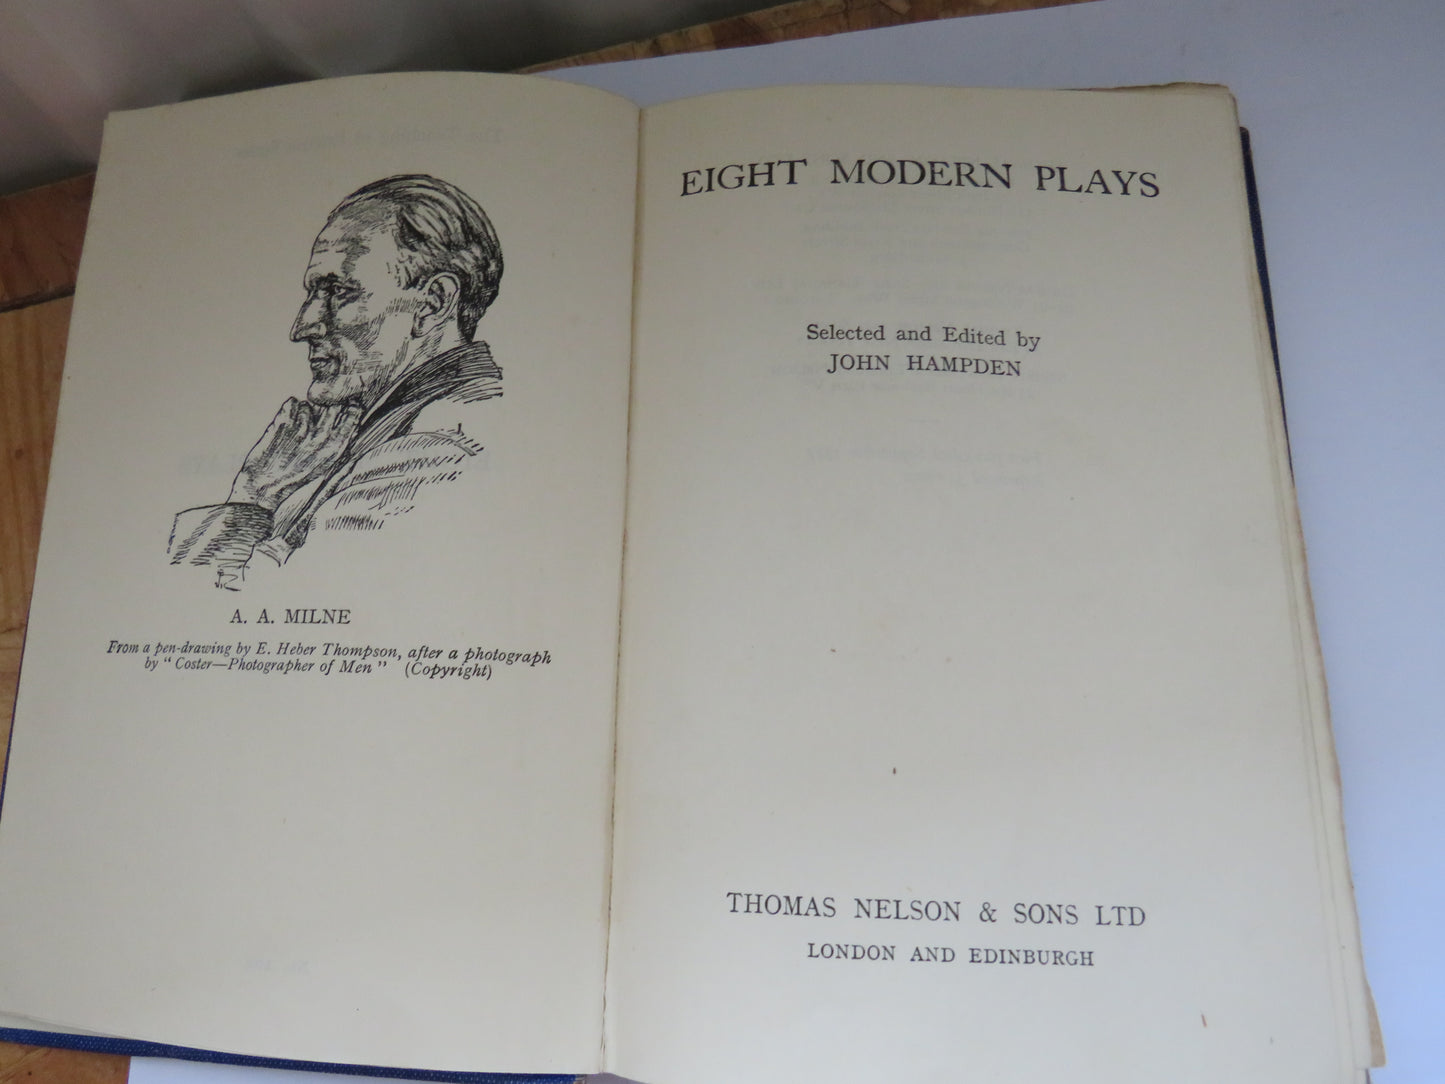 A. A. MILNE
From a pen-drawing by E. Heber Thompson, after a photograph
by "Coster—Photographer of Men" (Copyright)
EIGHT MODERN PLAYS
Selected and Edited by
JOHN HAMPDEN
THOMAS NELSON & SONS LTD
LONDON AND EDINBURGH